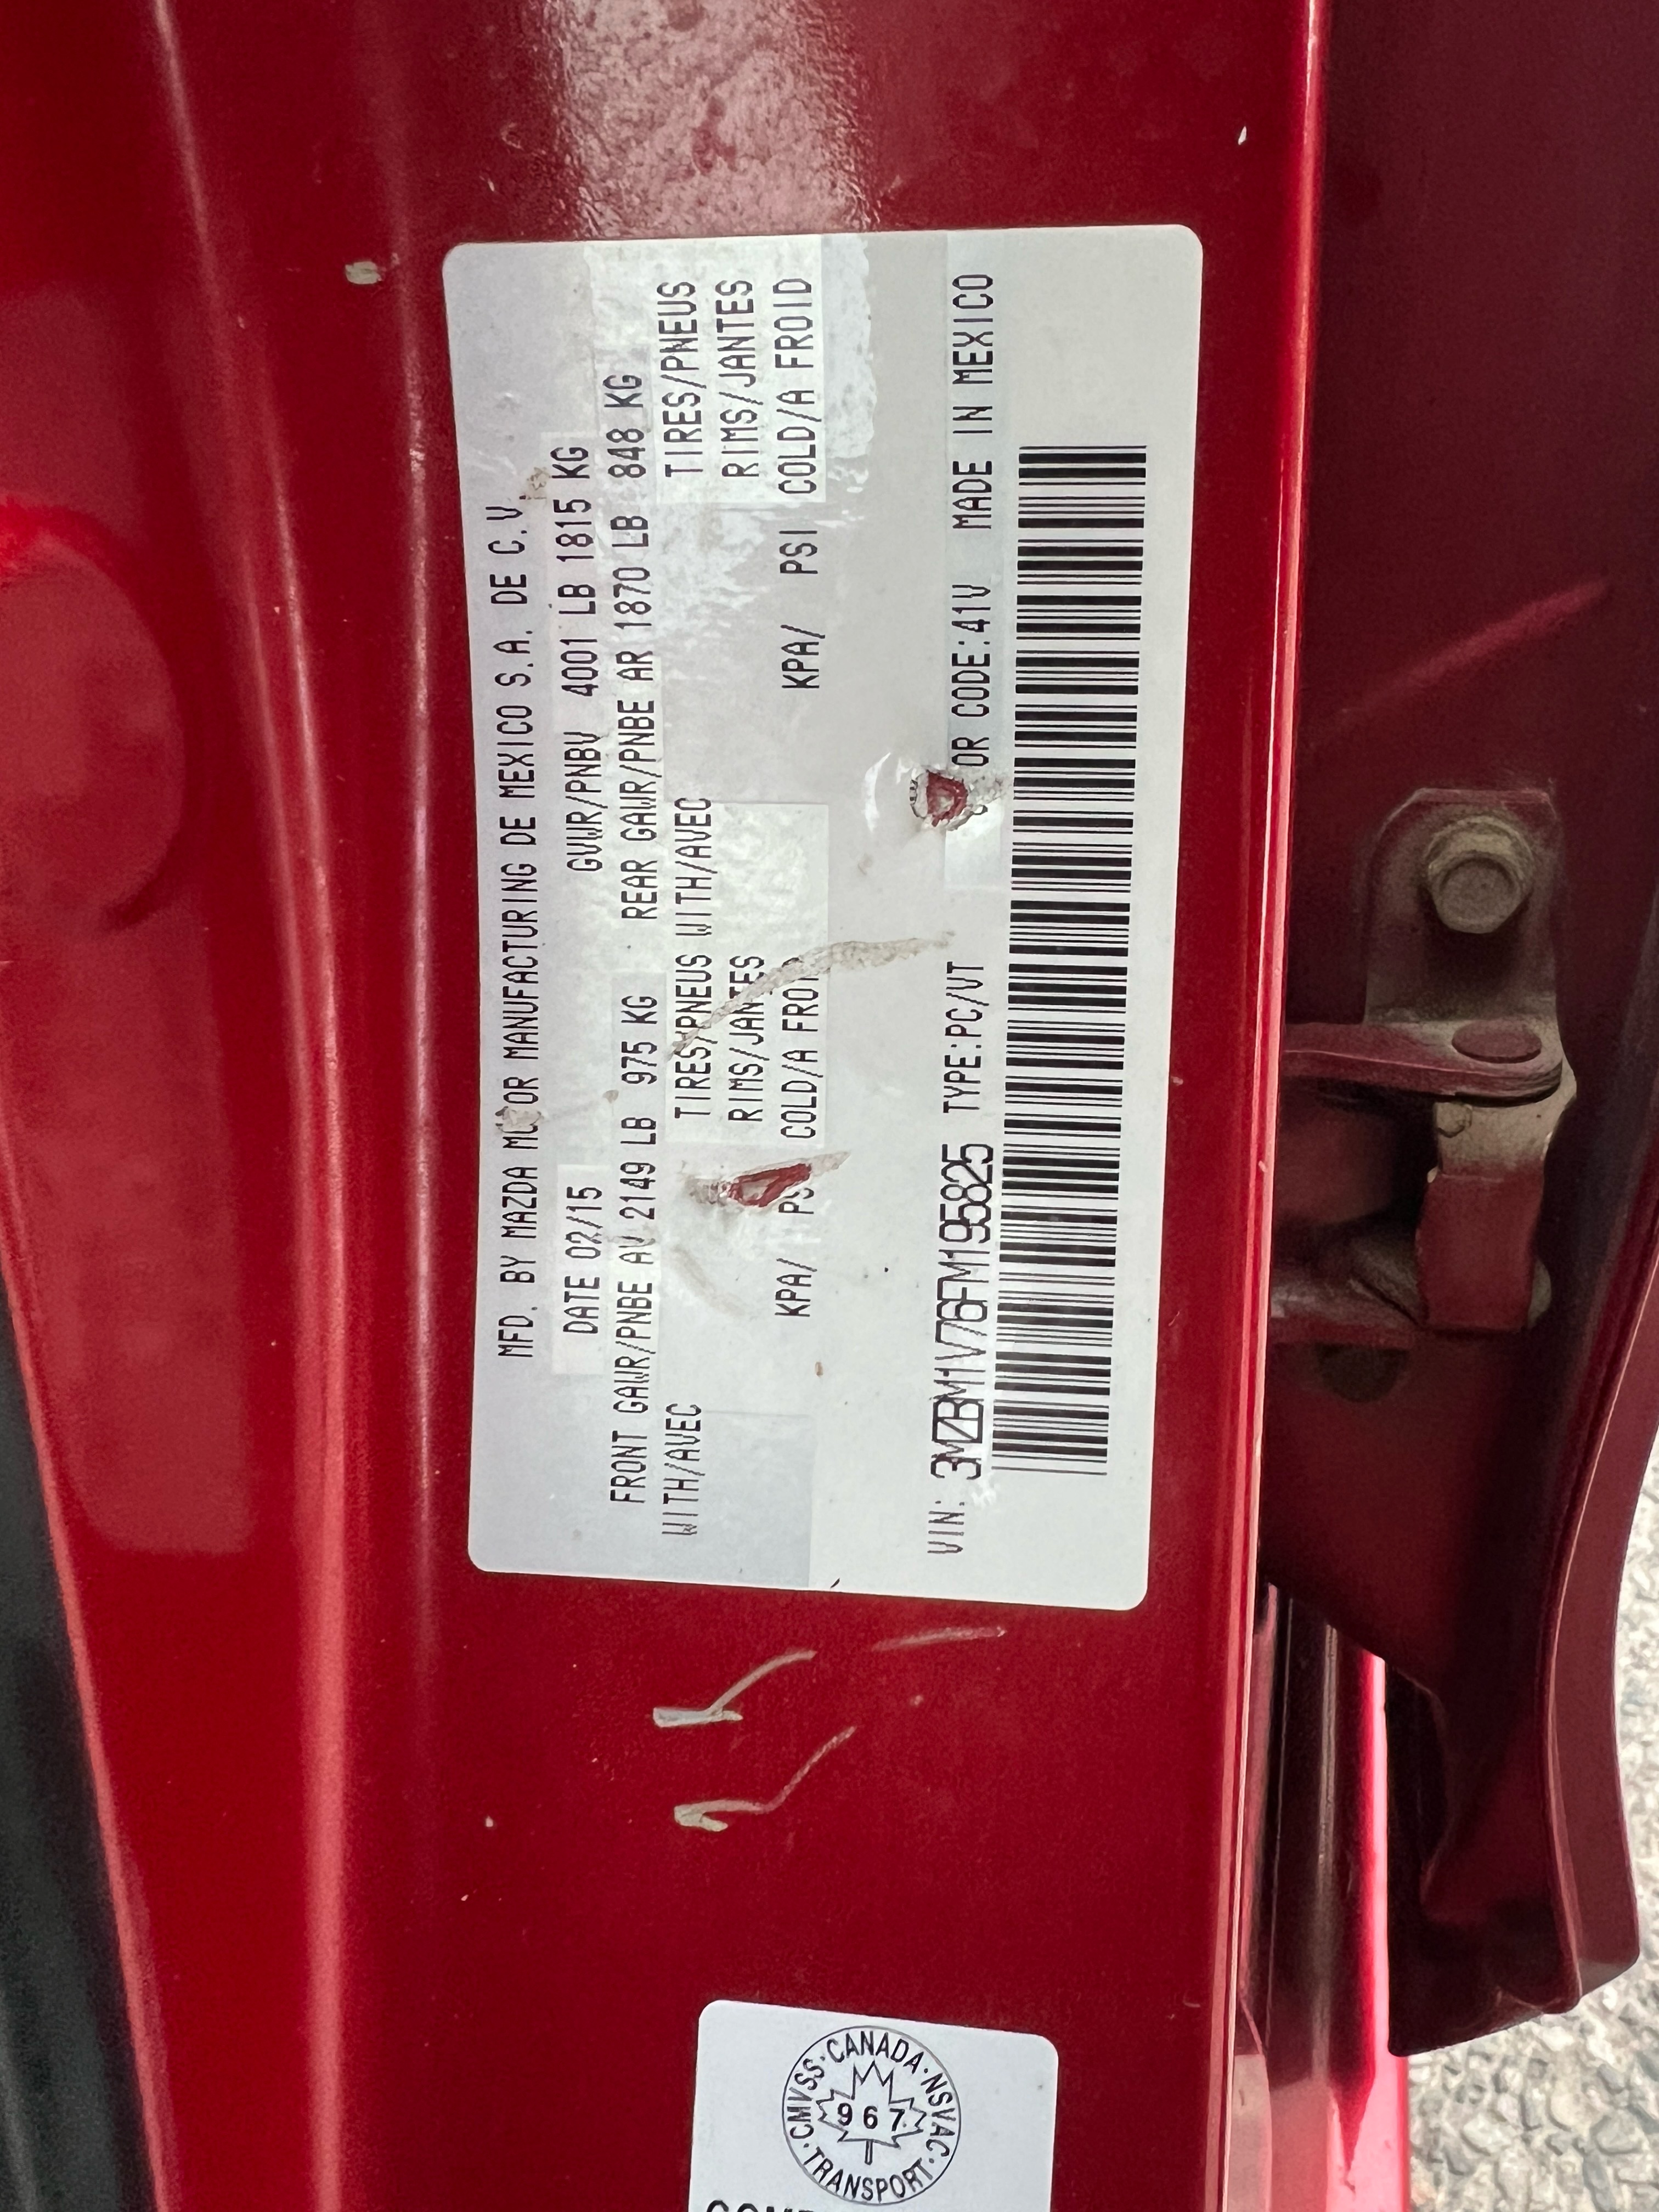 MFD. BY MAZDA MOTOR MANUFACTURING DE MEXICO S.A. DE C.V.
DATE 02/15 GVWR/PNBV 4001 LB 1815 KG
FRONT GAWR/PNBE AV 2149 LB 975 KG REAR GAWR/PNBE AR 1870 LB 848 KG
WITH/AVEC TIRES/PNEUS WITH/AVEC TIRES/PNEUS
RIMS/JANTES RIMS/JANTES
KPA/ PSI COLD/A FROID KPA/ PSI COLD/A FROID
VIN: 3MZBM1V76FM195825 TYPE:PC/VT COLOR CODE:41V MADE IN MEXICO
CANADA · NSVAC · TRANSPORT · CMVSS ·
967